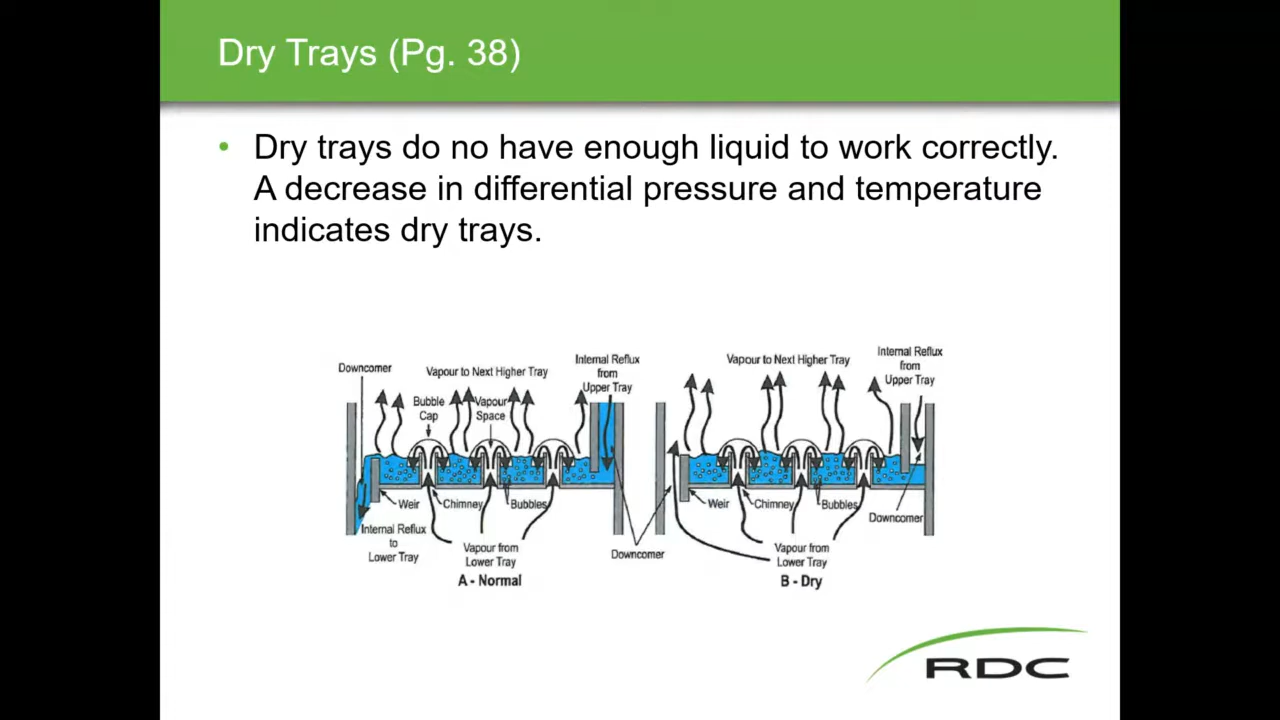 Dry Trays (Pg. 38)
• Dry trays do no have enough liquid to work correctly.
A decrease in differential pressure and temperature
indicates dry trays.
Downcomer
Vapour to Next Higher Tray
Internal Reflux
from
Upper Tray
Bubble
Cap
Vapour
Space
Weir
Chimney
Bubbles
Internal Reflux
to
Lower Tray
Vapour from
Lower Tray
A - Normal
Downcomer
Vapour to Next Higher Tray
Internal Reflux
from
Upper Tray
Weir
Chimney
Bubbles
Downcomer
Vapour from
Lower Tray
B - Dry
RDC